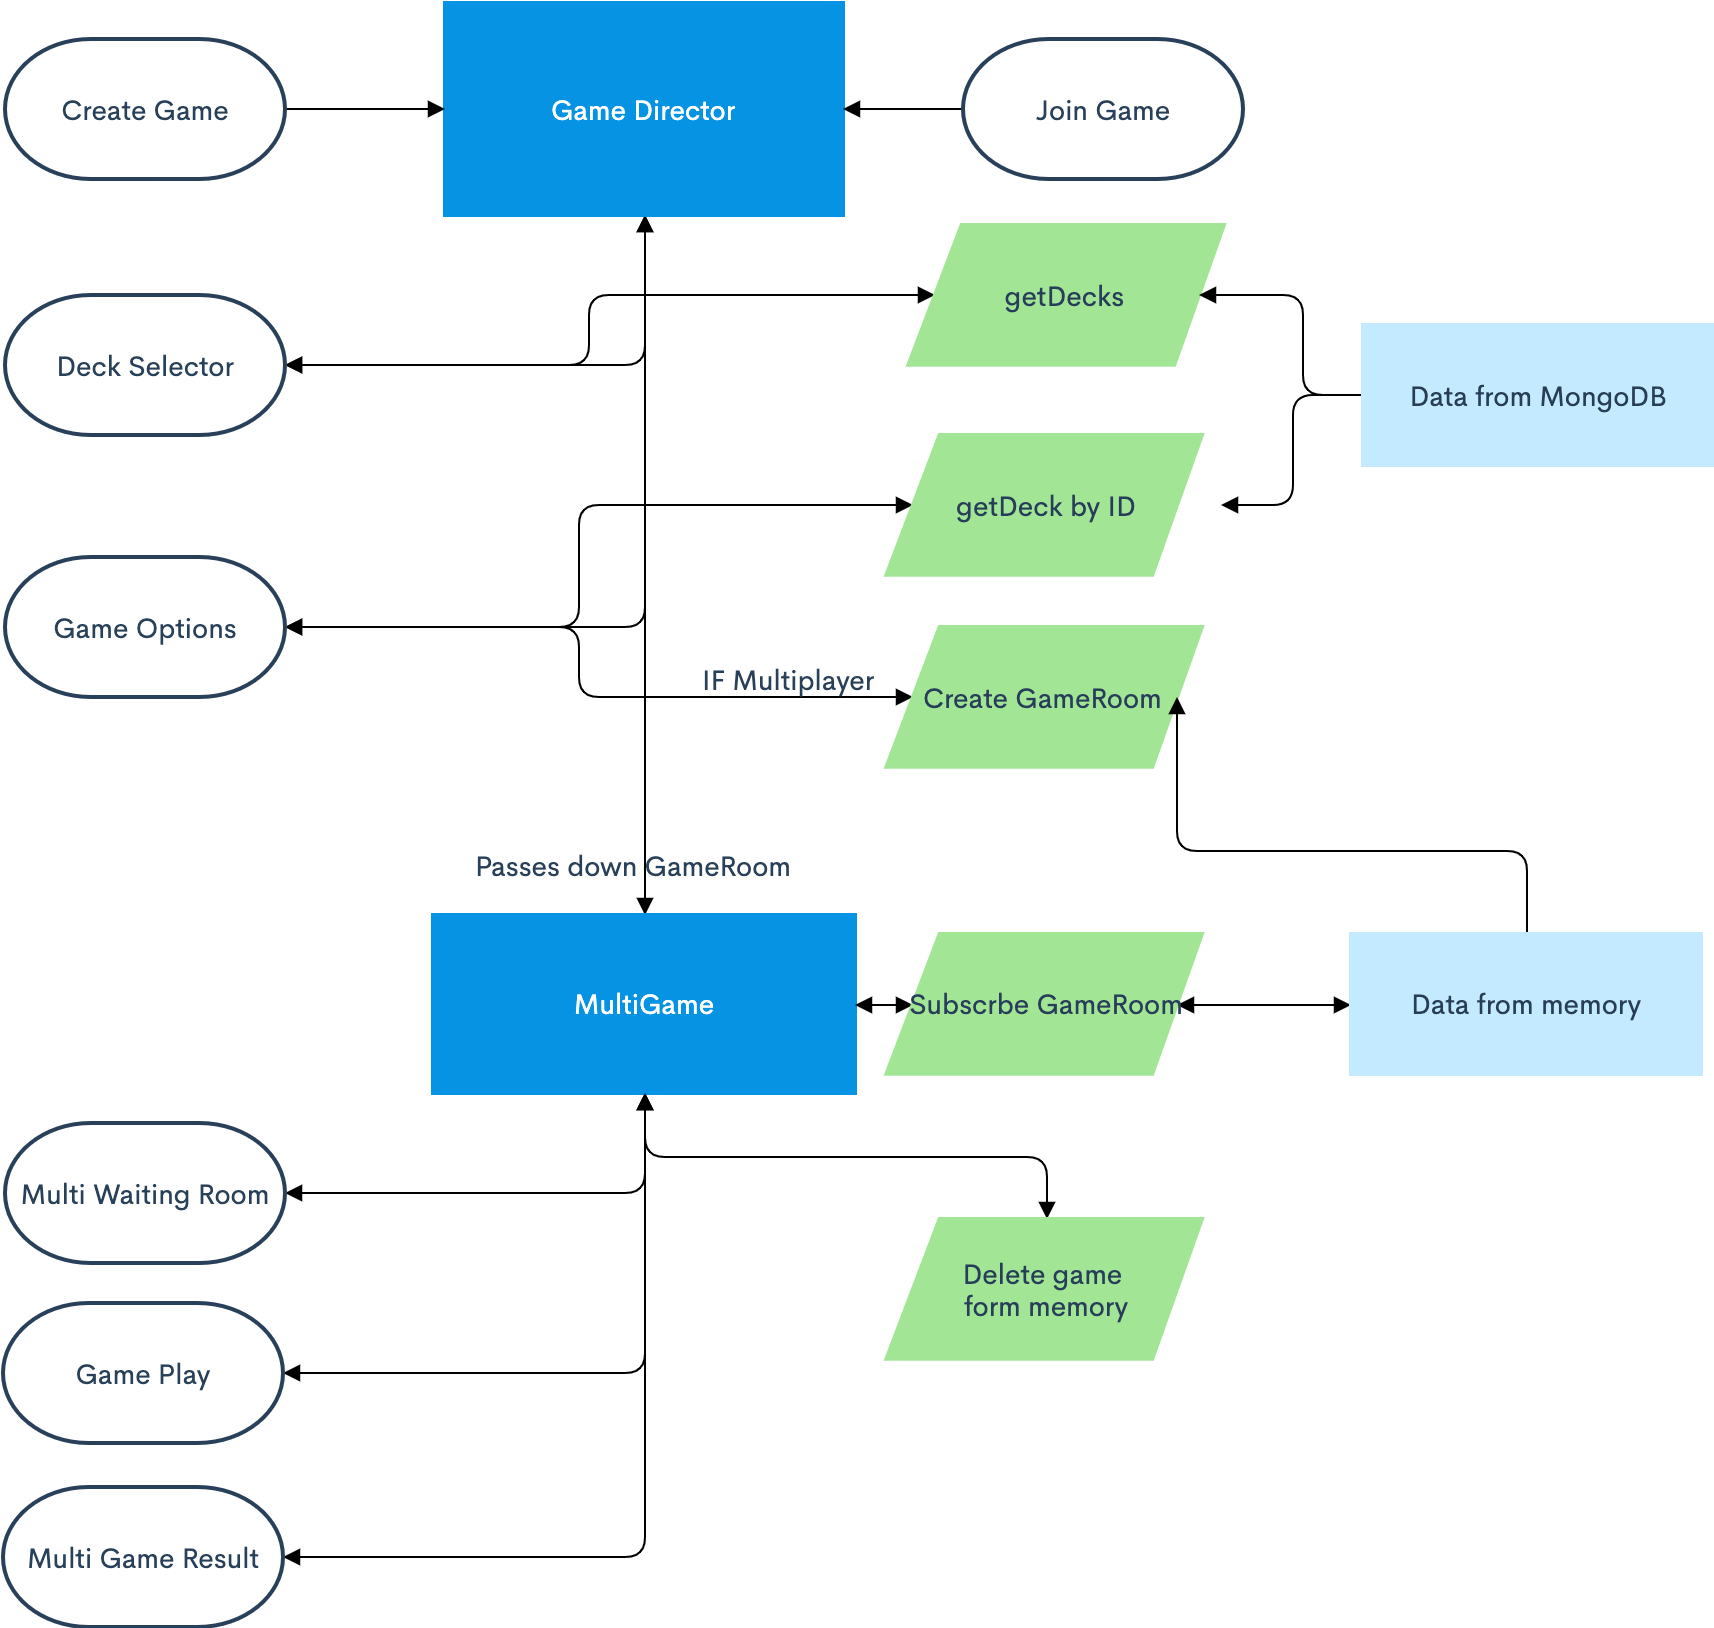 Create Game
Game Director
Join Game
getDecks
Deck Selector
Data from MongoDB
getDeck by ID
Game Options
IF Multiplayer
Create GameRoom
Passes down GameRoom
MultiGame
Subscrbe GameRoom
Data from memory
Multi Waiting Room
Delete game
form memory
Game Play
Multi Game Result